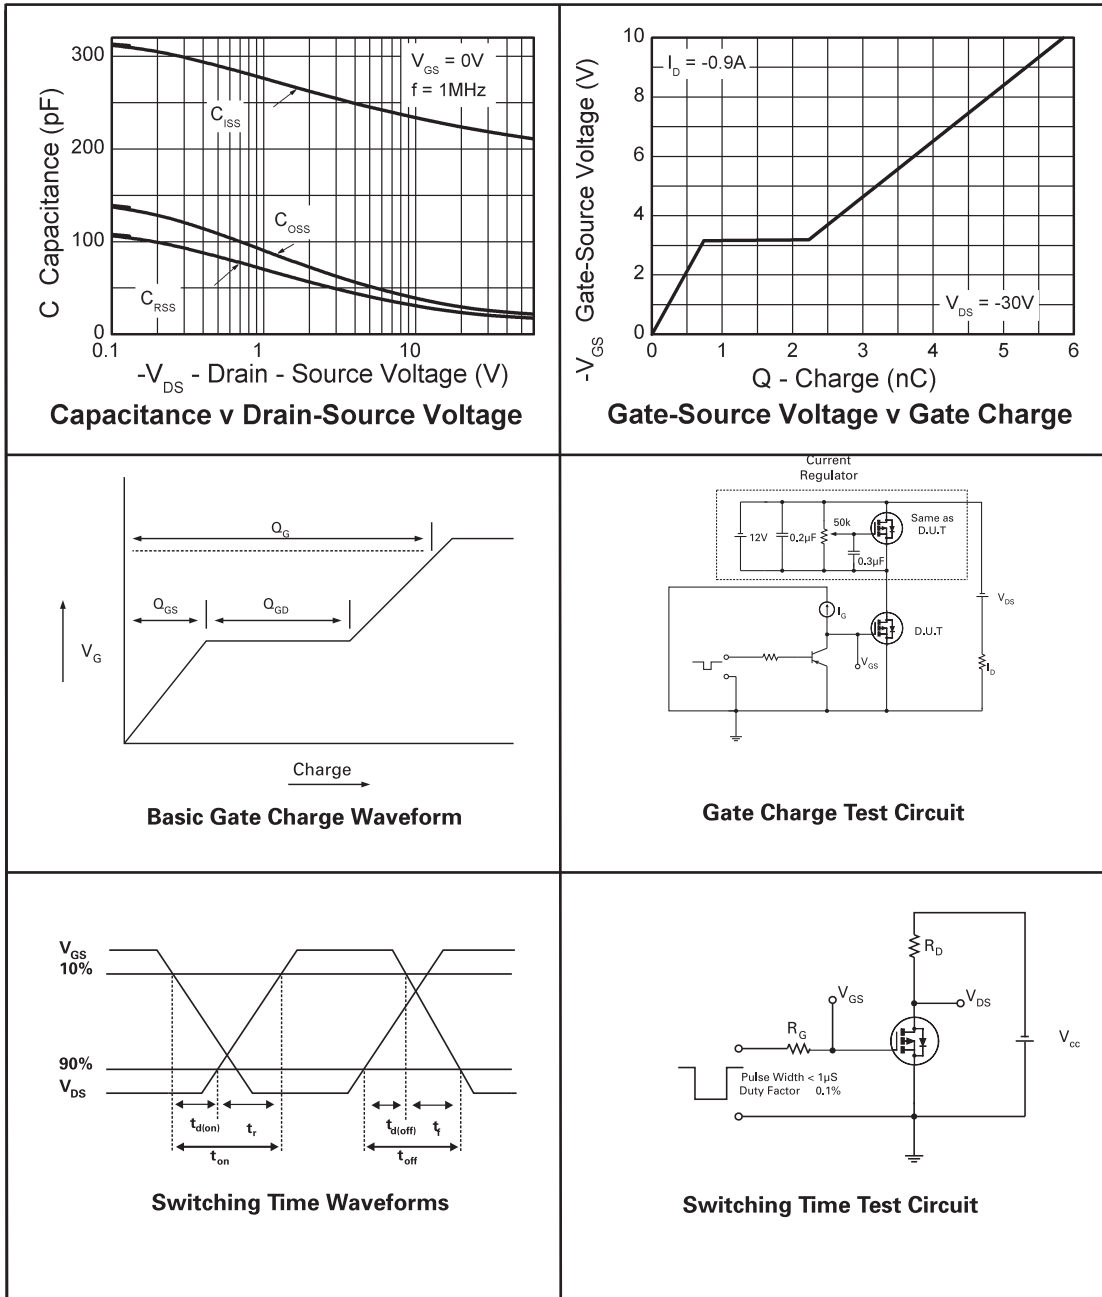 300
200
100
0
C Capacitance (pF)
V_GS = 0V
f = 1MHz
C_ISS
C_OSS
C_RSS
0.1
1
10
-V_DS - Drain - Source Voltage (V)
Capacitance v Drain-Source Voltage
10
8
6
4
2
0
-V_GS Gate-Source Voltage (V)
I_D = -0.9A
V_DS = -30V
0
1
2
3
4
5
6
Q - Charge (nC)
Gate-Source Voltage v Gate Charge
Q_G
Q_GS
Q_GD
V_G
Charge
Basic Gate Charge Waveform
Current
Regulator
12V
0.2µF
50k
0.3µF
Same as
D.U.T
I_G
D.U.T
V_GS
V_DS
I_D
Gate Charge Test Circuit
V_GS
10%
90%
V_DS
t_d(on)
t_r
t_d(off)
t_f
t_on
t_off
Switching Time Waveforms
R_D
V_GS
V_DS
R_G
V_cc
Pulse Width < 1µS
Duty Factor 0.1%
Switching Time Test Circuit